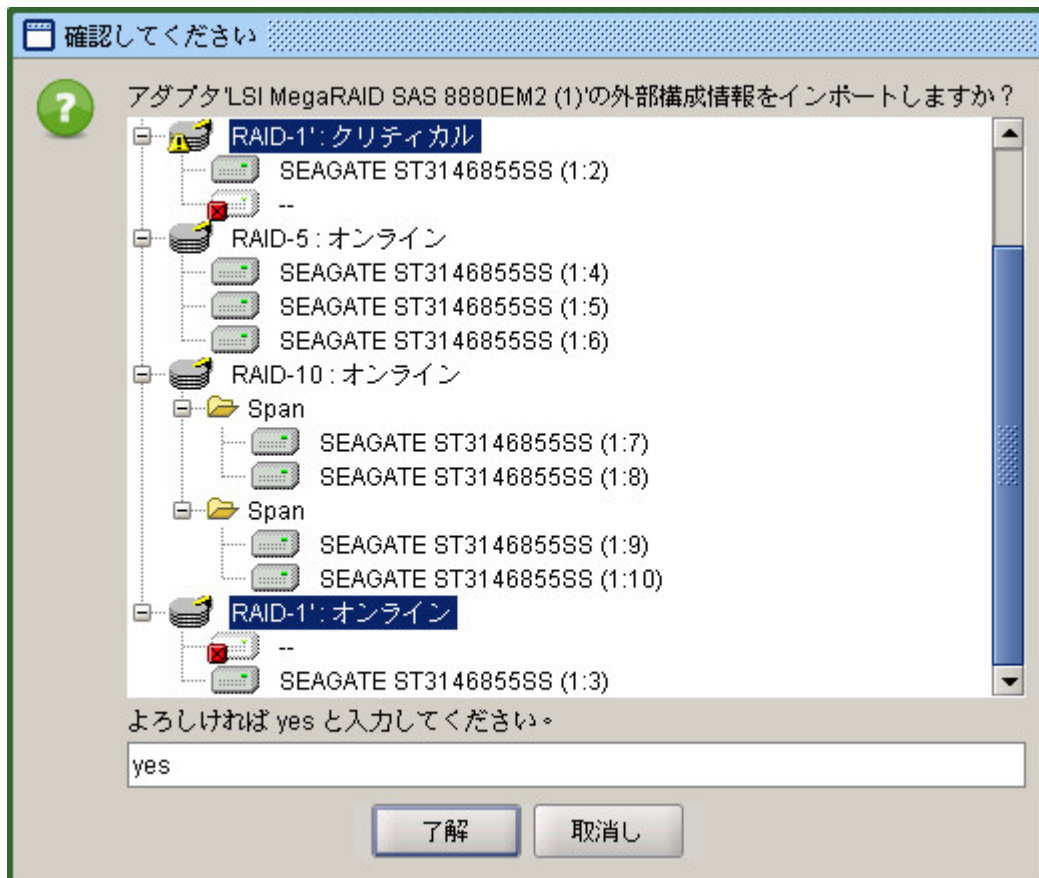 確認してください
アダプタ'LSI MegaRAID SAS 8880EM2 (1)'の外部構成情報をインポートしますか？
RAID-1' : クリティカル
SEAGATE ST3146855SS (1:2)
--
RAID-5 : オンライン
SEAGATE ST3146855SS (1:4)
SEAGATE ST3146855SS (1:5)
SEAGATE ST3146855SS (1:6)
RAID-10 : オンライン
Span
SEAGATE ST3146855SS (1:7)
SEAGATE ST3146855SS (1:8)
Span
SEAGATE ST3146855SS (1:9)
SEAGATE ST3146855SS (1:10)
RAID-1' : オンライン
--
SEAGATE ST3146855SS (1:3)
よろしければ yes と入力してください。
yes
了解 取消し